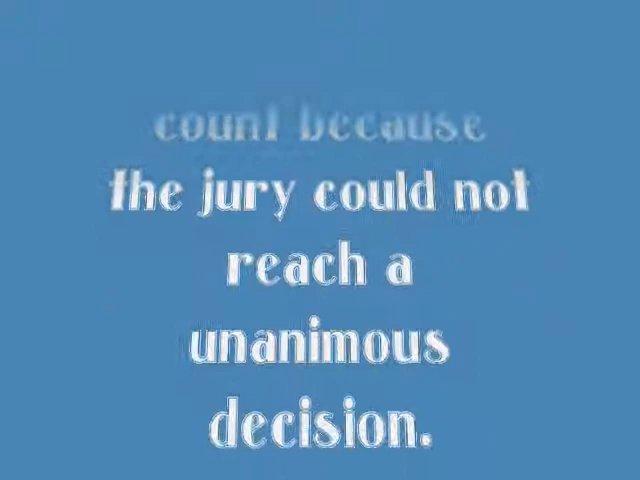 count because
the jury could not
reach a
unanimous
decision.